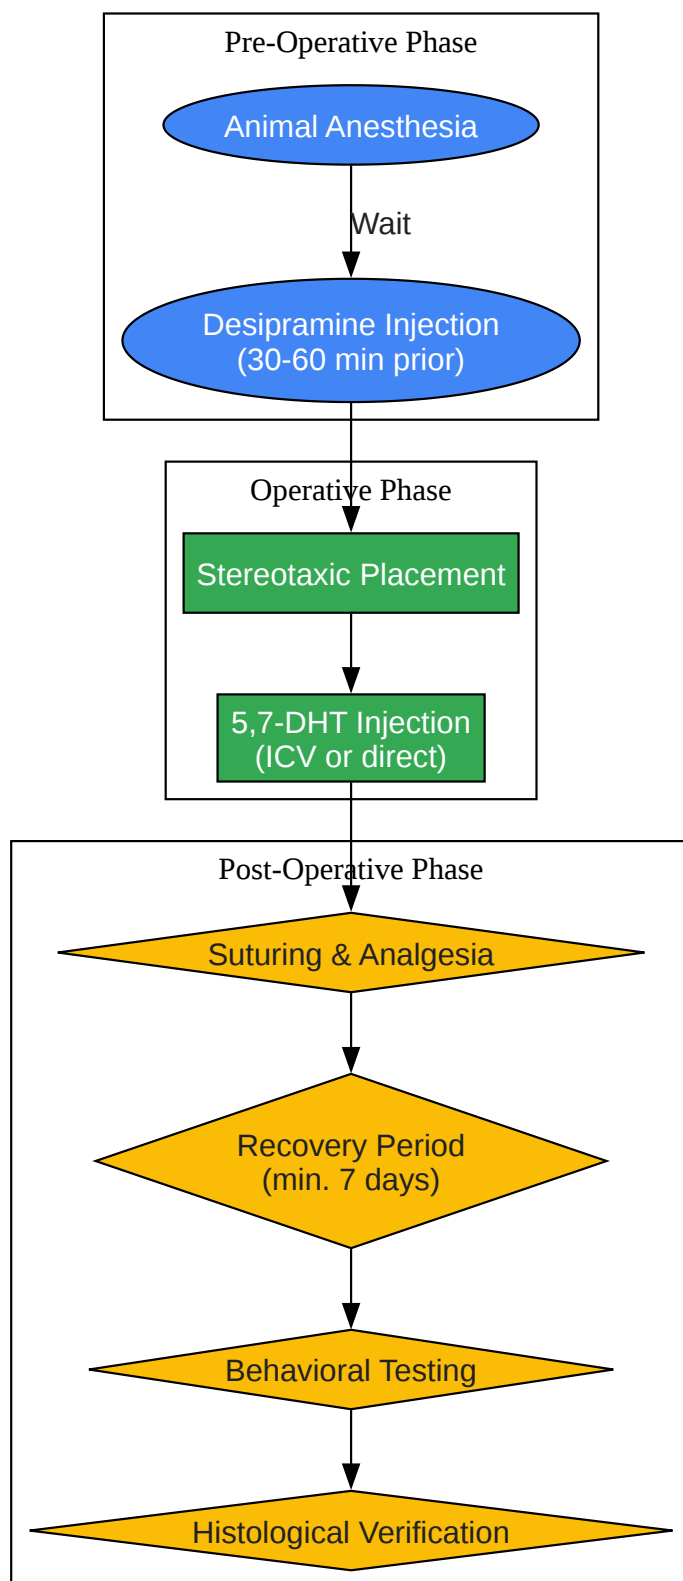 Pre-Operative Phase
Animal Anesthesia
Wait
Desipramine Injection
(30-60 min prior)
Operative Phase
Stereotaxic Placement
5,7-DHT Injection
(ICV or direct)
Post-Operative Phase
Suturing & Analgesia
Recovery Period
(min. 7 days)
Behavioral Testing
Histological Verification